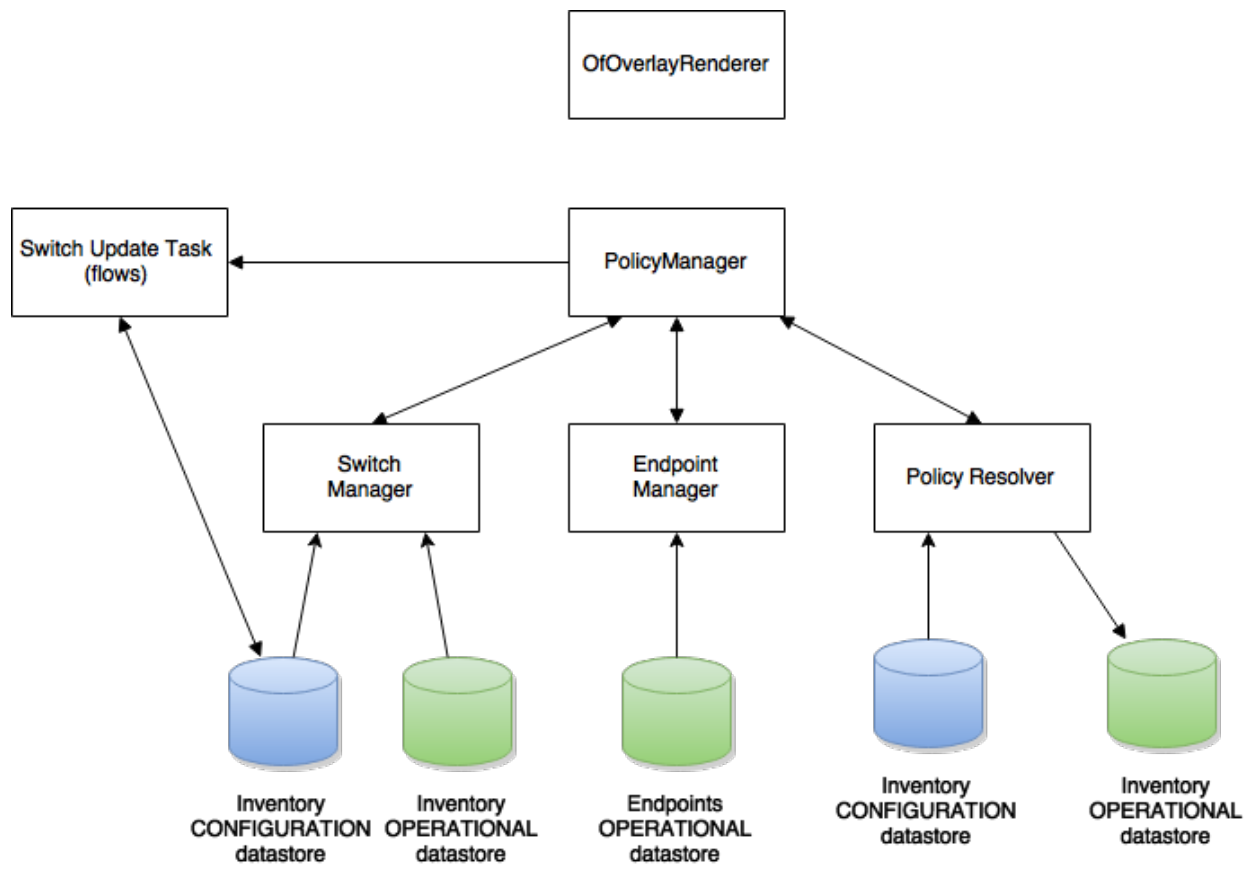 OfOverlayRenderer
Switch Update Task
(flows)
PolicyManager
Switch
Manager
Endpoint
Manager
Policy Resolver
Inventory
CONFIGURATION
datastore
Inventory
OPERATIONAL
datastore
Endpoints
OPERATIONAL
datastore
Inventory
CONFIGURATION
datastore
Inventory
OPERATIONAL
datastore